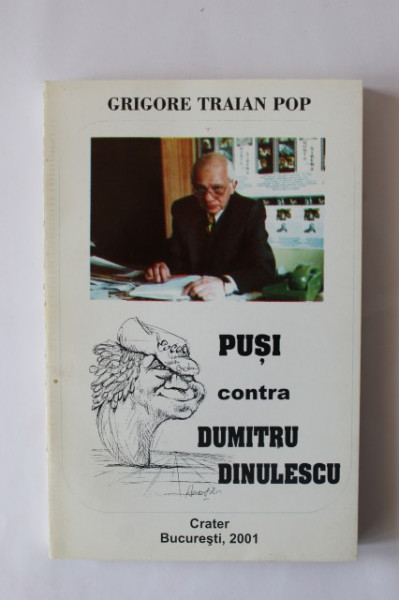 GRIGORE TRAIAN POP
PUȘI
contra
DUMITRU
DINULESCU
Crater
București, 2001